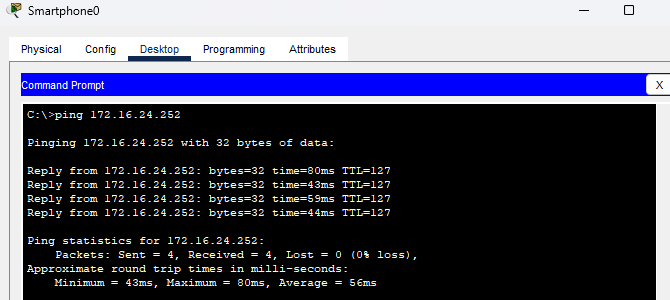 Smartphone0
Physical Config Desktop Programming Attributes
Command Prompt X
C:\>ping 172.16.24.252
Pinging 172.16.24.252 with 32 bytes of data:
Reply from 172.16.24.252: bytes=32 time=80ms TTL=127
Reply from 172.16.24.252: bytes=32 time=43ms TTL=127
Reply from 172.16.24.252: bytes=32 time=59ms TTL=127
Reply from 172.16.24.252: bytes=32 time=44ms TTL=127
Ping statistics for 172.16.24.252:
Packets: Sent = 4, Received = 4, Lost = 0 (0% loss),
Approximate round trip times in milli-seconds:
Minimum = 43ms, Maximum = 80ms, Average = 56ms